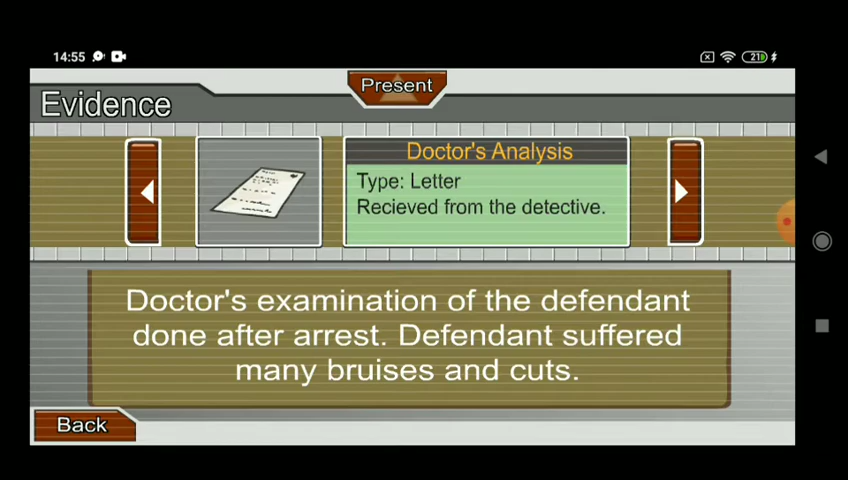 14:55
21
Present
Evidence
Doctor's Analysis
Type: Letter
Recieved from the detective.
Doctor's examination of the defendant
done after arrest. Defendant suffered
many bruises and cuts.
Back